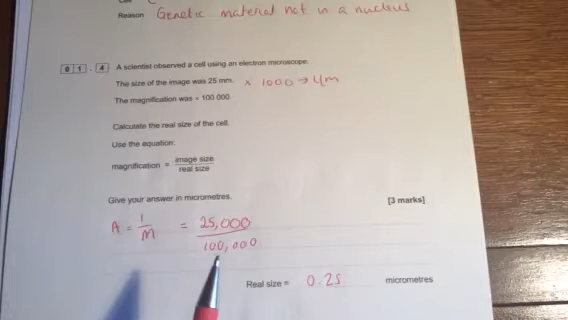 Reason Genetic material not in a nucleus
0 1 . 4 A scientist observed a cell using an electron microscope.
The size of the image was 25 mm. × 1000 → μm
The magnification was × 100 000
Calculate the real size of the cell.
Use the equation:
magnification = image size / real size
Give your answer in micrometres.
[3 marks]
A = I / M = 25,000 / 100,000
Real size = 0.25 micrometres